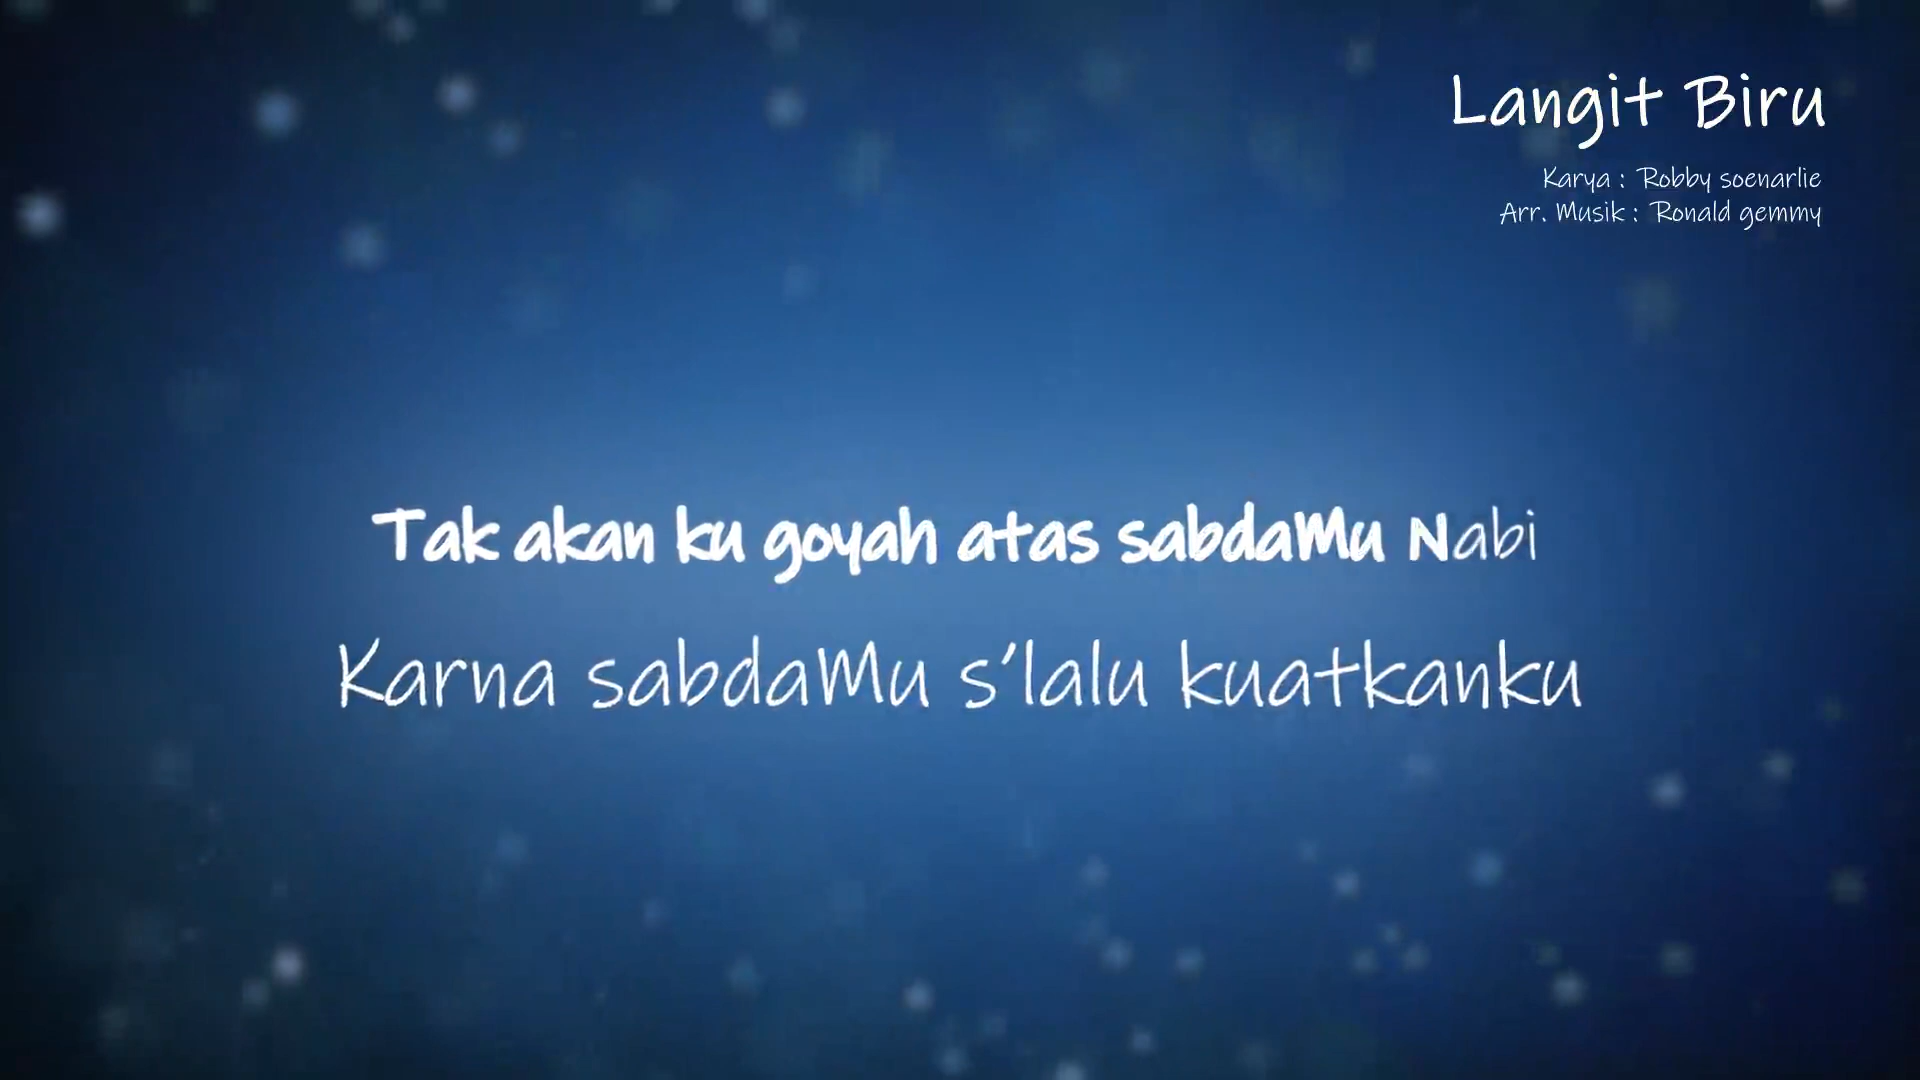 Langit Biru
Karya : Robby soenarlie
Arr. Musik : Ronald gemmy
Tak akan ku goyah atas sabdaMu Nabi
Karna sabdaMu s'lalu kuatkanku